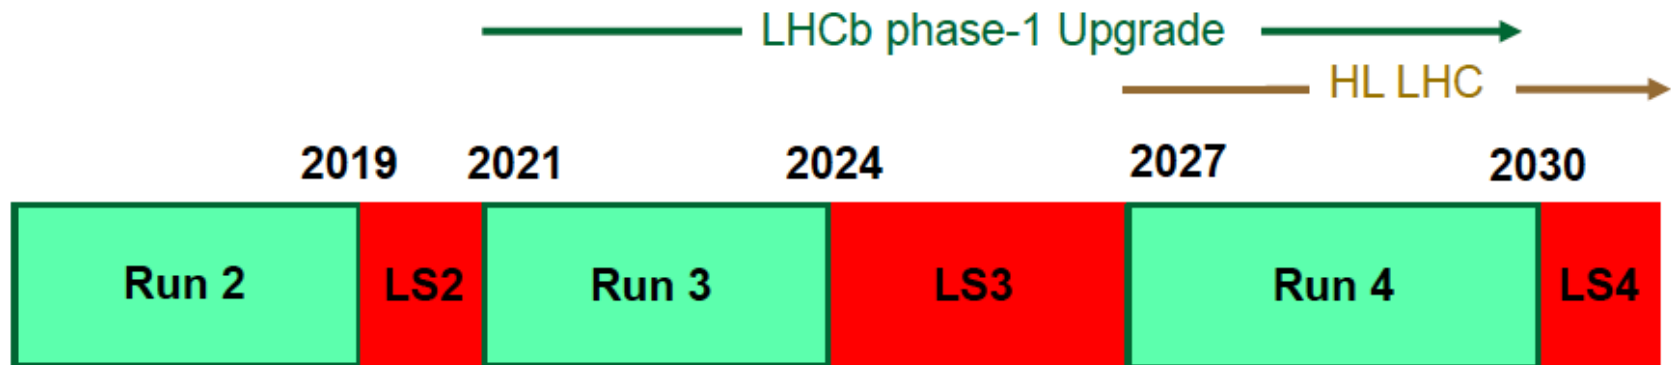 LHCb phase-1 Upgrade
HL LHC
2019 2021 2024 2027 2030
Run 2 LS2 Run 3 LS3 Run 4 LS4